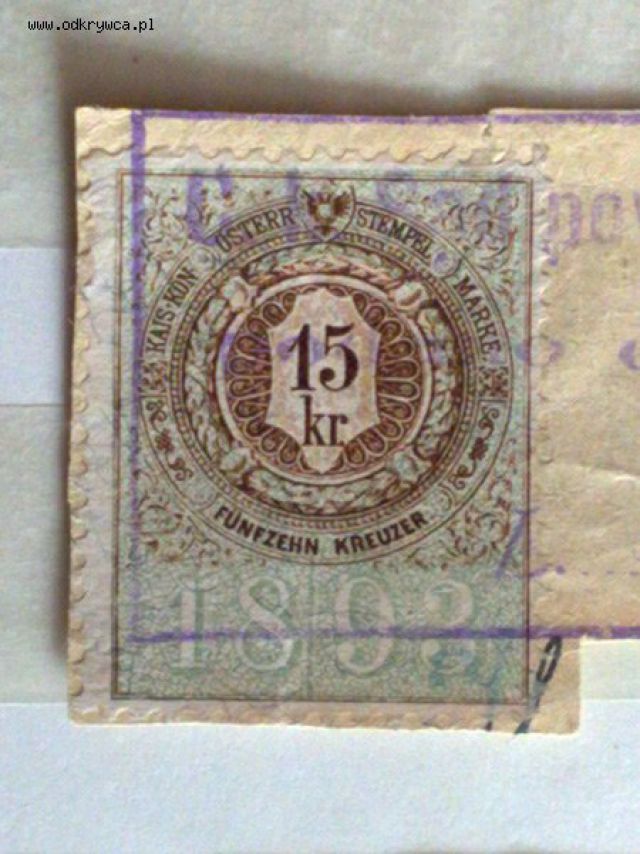 www.odkrywca.pl
KAIS·KÖN ÖSTERR STEMPEL MARKE
15
kr.
FÜNFZEHN KREUZER
1893